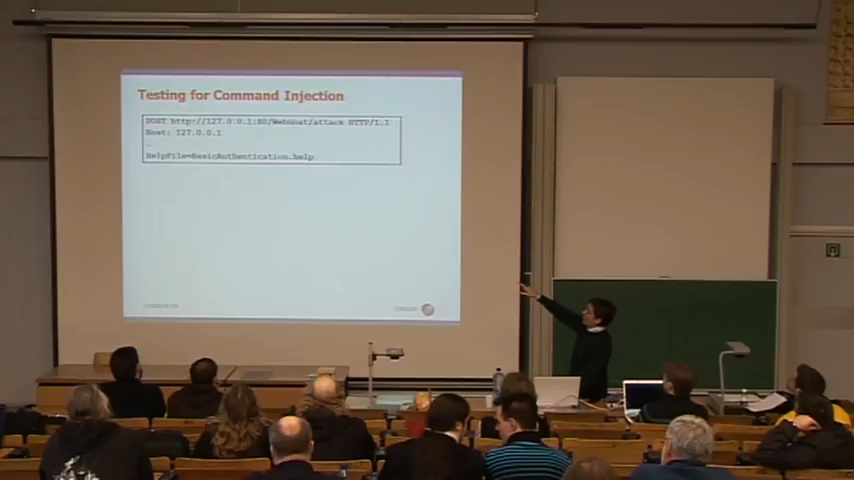 Testing for Command Injection
POST http://127.0.0.1:80/WebGoat/attack HTTP/1.1
Host: 127.0.0.1
HelpFile=BasicAuthentication.help